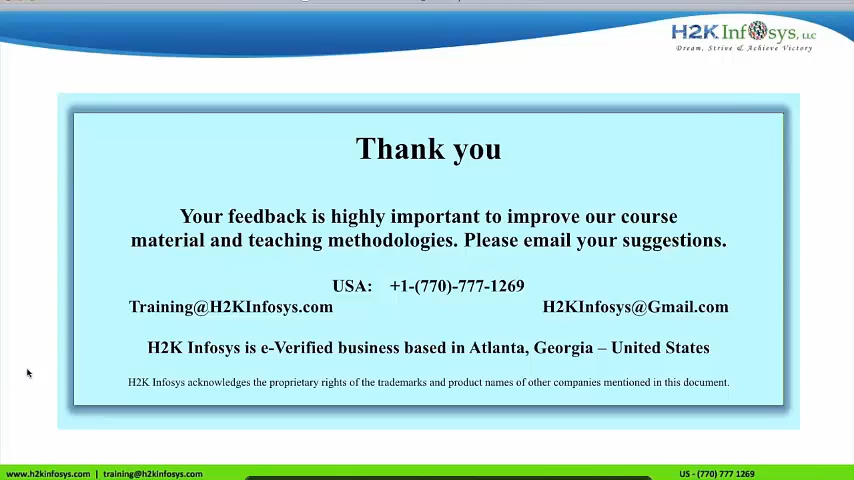 H2K Infosys, LLC
Dream, Strive & Achieve Victory
Thank you
Your feedback is highly important to improve our course
material and teaching methodologies. Please email your suggestions.
USA: +1-(770)-777-1269
Training@H2KInfosys.com H2KInfosys@Gmail.com
H2K Infosys is e-Verified business based in Atlanta, Georgia – United States
H2K Infosys acknowledges the proprietary rights of the trademarks and product names of other companies mentioned in this document.
www.h2kinfosys.com | training@h2kinfosys.com US - (770) 777 1269